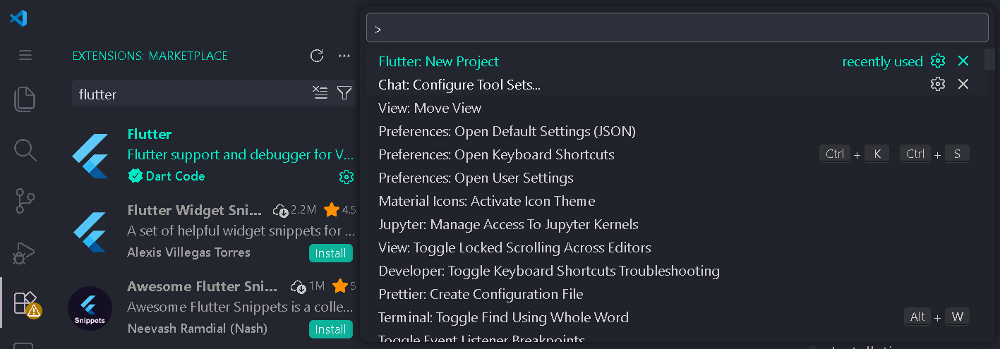 EXTENSIONS: MARKETPLACE
flutter
Flutter
Flutter support and debugger for V...
Dart Code
Flutter Widget Sni... 2.2M 4.5
A set of helpful widget snippets for ...
Alexis Villegas Torres Install
Awesome Flutter Sni... 1M 5
Awesome Flutter Snippets is a colle...
Snippets
Neevash Ramdial (Nash) Install
>
Flutter: New Project recently used
Chat: Configure Tool Sets...
View: Move View
Preferences: Open Default Settings (JSON)
Preferences: Open Keyboard Shortcuts Ctrl + K Ctrl + S
Preferences: Open User Settings
Material Icons: Activate Icon Theme
Jupyter: Manage Access To Jupyter Kernels
View: Toggle Locked Scrolling Across Editors
Developer: Toggle Keyboard Shortcuts Troubleshooting
Prettier: Create Configuration File
Terminal: Toggle Find Using Whole Word Alt + W
Toggle Event Listener Breakpoints